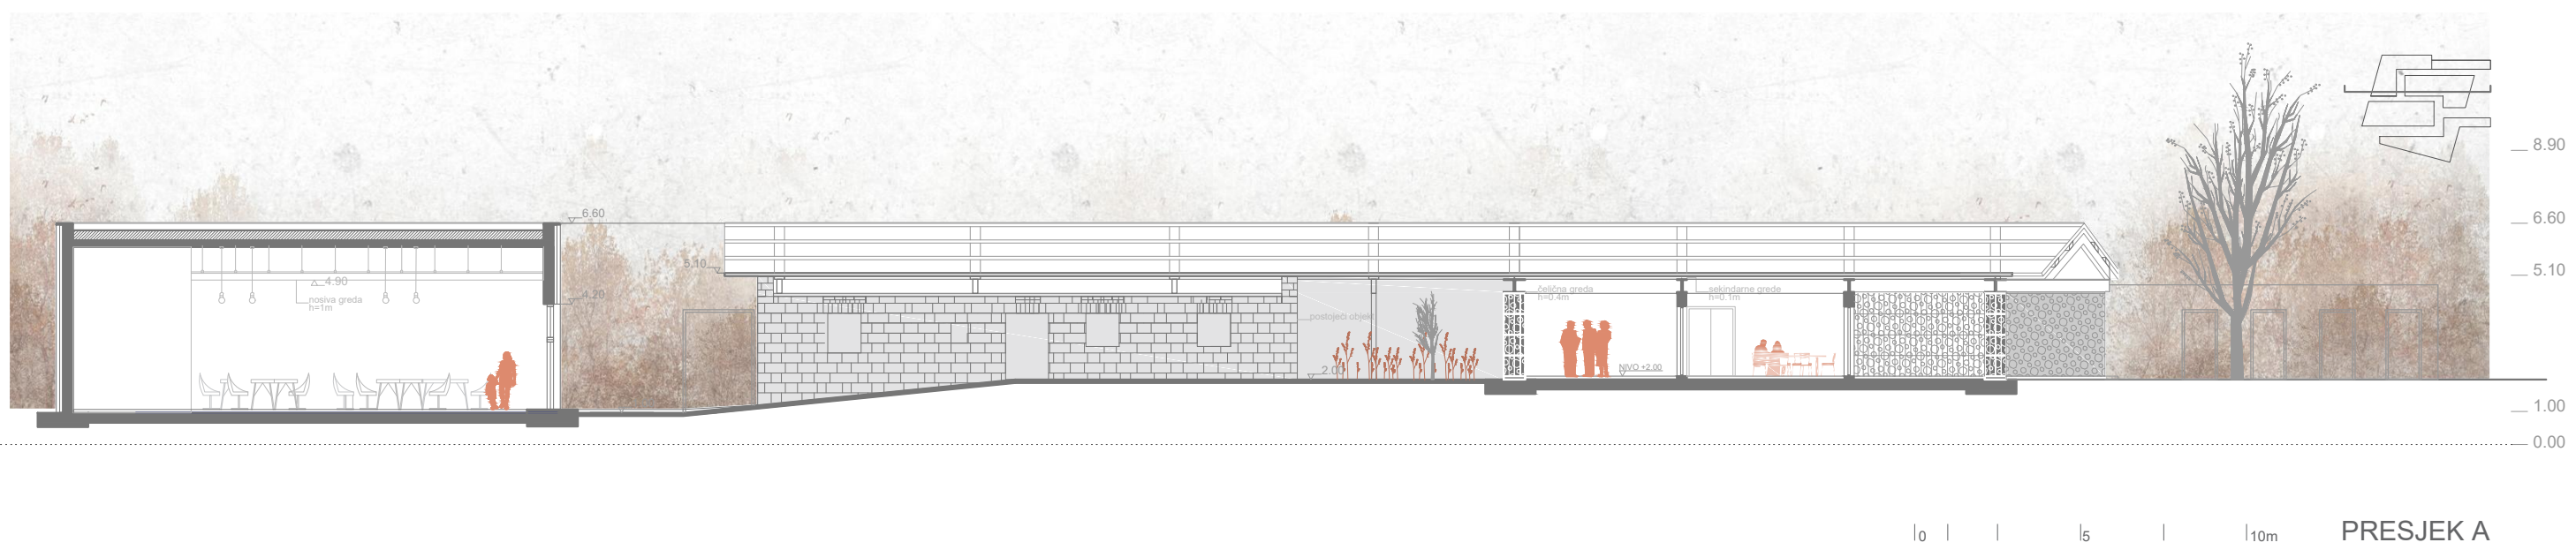 8.90
6.60
6.60
5.10
5.10
4.90
4.20
nosiva greda
h=1m
čelična greda
h=0.4m
sekindarne grede
h=0.1m
postojeći objekt
2.00
NIVO +2.00
1.00
0.00
0
5
10m
PRESJEK A